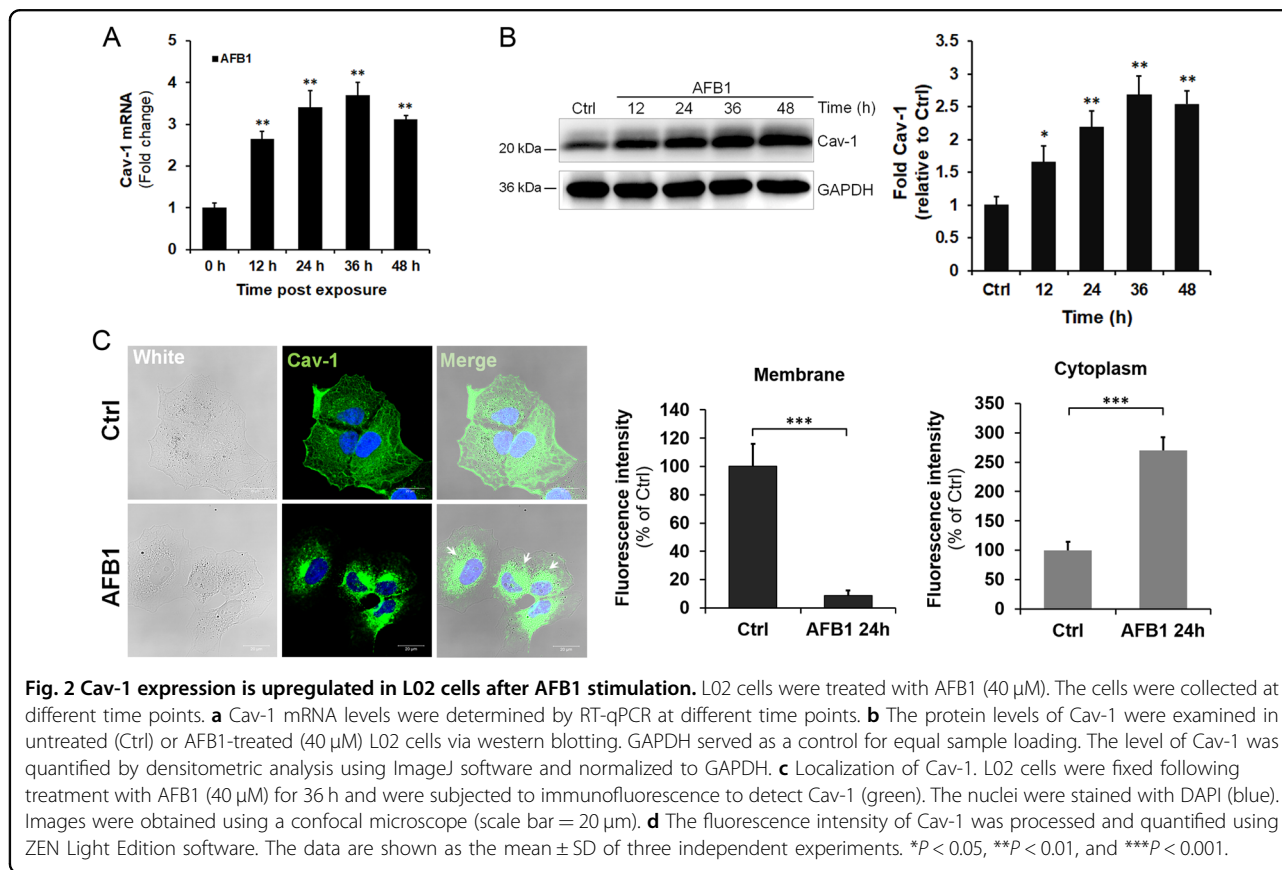 A
5
4
3
2
1
0
Cav-1 mRNA
(Fold change)
AFB1
**
**
**
**
0 h
12 h
24 h
36 h
48 h
Time post exposure
B
AFB1
Ctrl
12
24
36
48
Time (h)
20 kDa
Cav-1
36 kDa
GAPDH
3.5
3
2.5
2
1.5
1
0.5
0
Fold Cav-1
(relative to Ctrl)
*
**
**
**
Ctrl
12
24
36
48
Time (h)
C
White
Cav-1
Merge
Ctrl
AFB1
20 µm
20 µm
Membrane
140
120
100
80
60
40
20
0
Fluorescence intensity
(% of Ctrl)
***
Ctrl
AFB1 24h
Cytoplasm
350
300
250
200
150
100
50
0
Fluorescence intensity
(% of Ctrl)
***
Ctrl
AFB1 24h
Fig. 2 Cav-1 expression is upregulated in L02 cells after AFB1 stimulation. L02 cells were treated with AFB1 (40 µM). The cells were collected at
different time points. a Cav-1 mRNA levels were determined by RT-qPCR at different time points. b The protein levels of Cav-1 were examined in
untreated (Ctrl) or AFB1-treated (40 µM) L02 cells via western blotting. GAPDH served as a control for equal sample loading. The level of Cav-1 was
quantified by densitometric analysis using ImageJ software and normalized to GAPDH. c Localization of Cav-1. L02 cells were fixed following
treatment with AFB1 (40 µM) for 36 h and were subjected to immunofluorescence to detect Cav-1 (green). The nuclei were stained with DAPI (blue).
Images were obtained using a confocal microscope (scale bar = 20 µm). d The fluorescence intensity of Cav-1 was processed and quantified using
ZEN Light Edition software. The data are shown as the mean ± SD of three independent experiments. *P < 0.05, **P < 0.01, and ***P < 0.001.